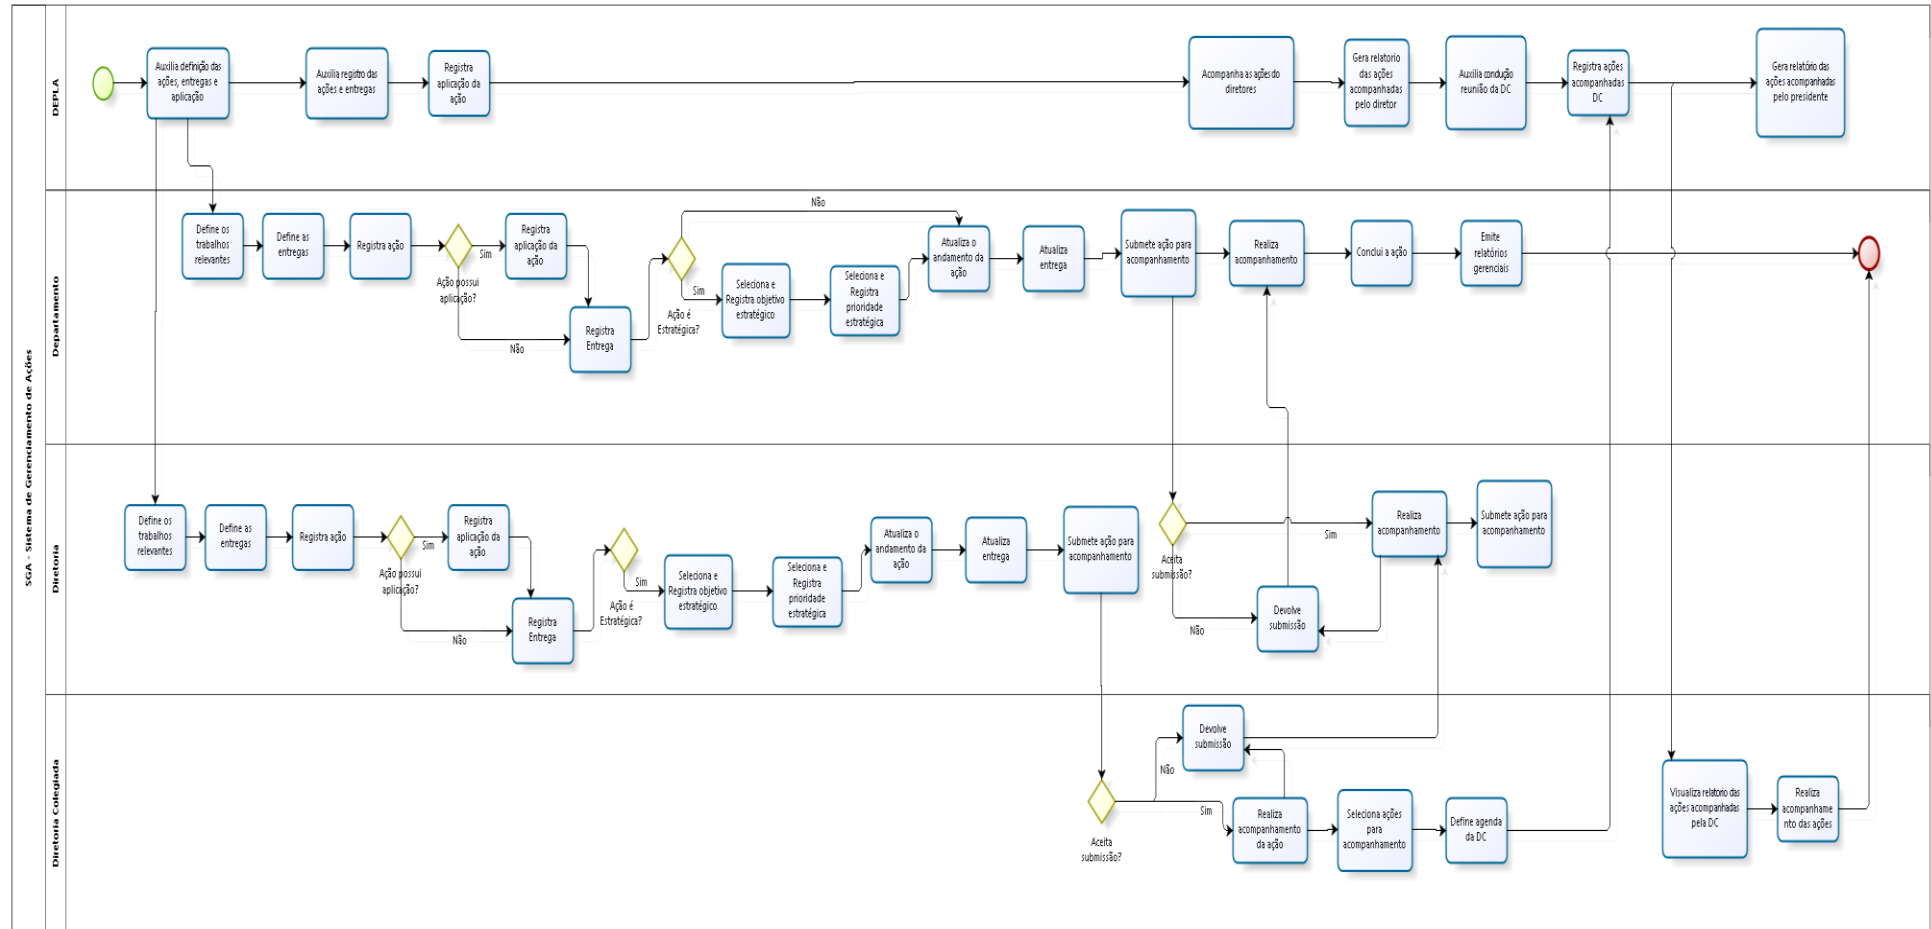 SGA - Sistema de Gerenciamento de Ações
DEPLA
Auxilia definição das
ações, entregas e
aplicação
Auxilia registro das
ações e entregas
Registra
aplicação da
ação
Acompanha as ações do
diretores
Gera relatorio
das ações
acompanhadas
pelo diretor
Auxilia condução
reunião da DC
Registra ações
acompanhadas
DC
Gera relatório das
ações acompanhadas
pelo presidente
Departamento
Define os
trabalhos
relevantes
Define as
entregas
Registra ação
Ação possui
aplicação?
Sim
Não
Registra
aplicação da
ação
Registra
Entrega
Ação é
Estratégica?
Não
Sim
Seleciona e
Registra objetivo
estratégico
Seleciona e
Registra
prioridade
estratégica
Atualiza o
andamento da
ação
Atualiza
entrega
Submete ação para
acompanhamento
Realiza
acompanhamento
Conclui a ação
Emite
relatórios
gerenciais
Diretoria
Define os
trabalhos
relevantes
Define as
entregas
Registra ação
Ação possui
aplicação?
Sim
Não
Registra
aplicação da
ação
Registra
Entrega
Ação é
Estratégica?
Sim
Seleciona e
Registra objetivo
estratégico
Seleciona e
Registra
prioridade
estratégica
Atualiza o
andamento da
ação
Atualiza
entrega
Submete ação para
acompanhamento
Aceita
submissão?
Sim
Não
Devolve
submissão
Realiza
acompanhamento
Submete ação para
acompanhamento
Diretoria Colegiada
Aceita
submissão?
Não
Sim
Devolve
submissão
Realiza
acompanhamento
da ação
Seleciona ações
para
acompanhamento
Define agenda
da DC
Visualiza relatorio das
ações acompanhadas
pela DC
Realiza
acompanhame
nto das ações